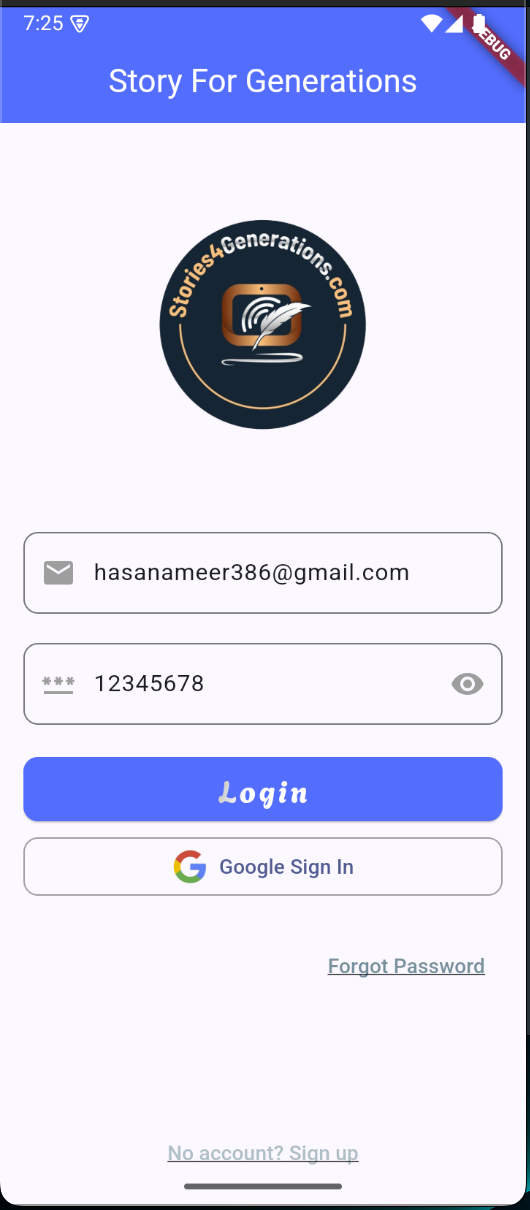 7:25
DEBUG
Story For Generations
Stories4Generations.com
hasanameer386@gmail.com
*** 12345678
Login
Google Sign In
Forgot Password
No account? Sign up